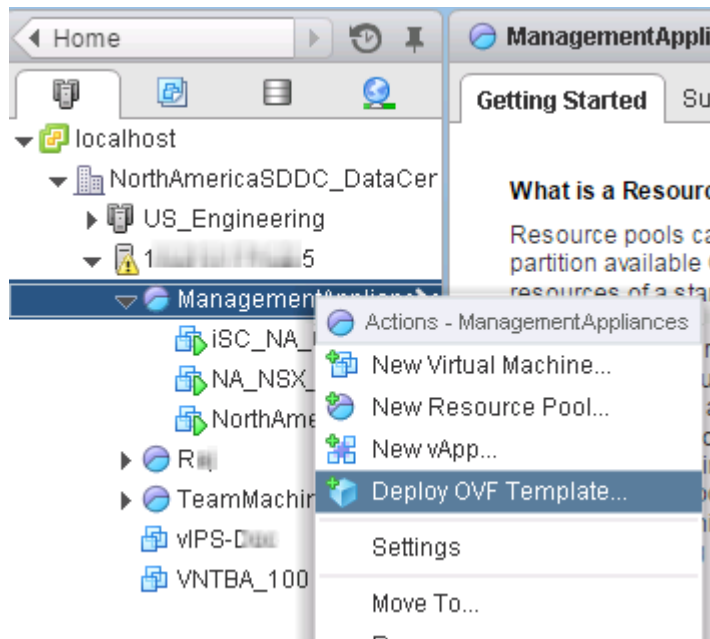 Home
ManagementAppli
Getting Started Su
localhost
NorthAmericaSDDC_DataCer
What is a Resourc
US_Engineering
Resource pools ca
1 5
partition available
resources of a sta
ManagementAppliance
Actions - ManagementAppliances
iSC_NA_
New Virtual Machine...
NA_NSX_
New Resource Pool...
NorthAme
New vApp...
R
TeamMachin
Deploy OVF Template...
vIPS-D
Settings
VNTBA_100
Move To...